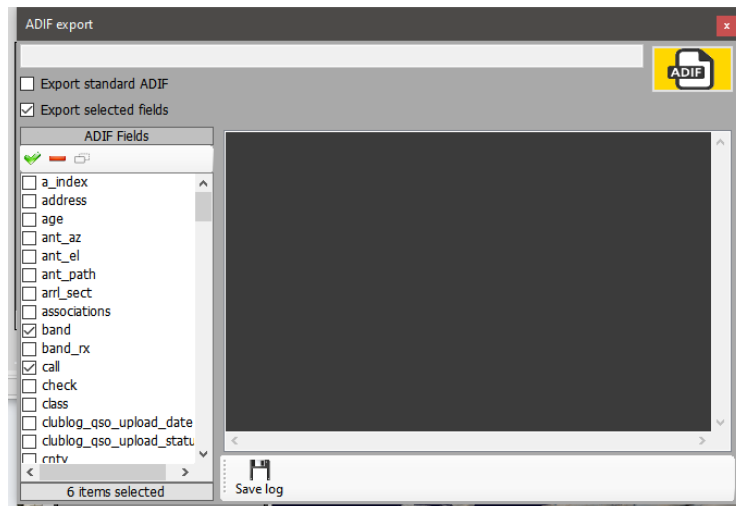 ADIF export
x
ADIF
Export standard ADIF
Export selected fields
ADIF Fields
a_index
address
age
ant_az
ant_el
ant_path
arrl_sect
associations
band
band_rx
call
check
class
clublog_qso_upload_date
clublog_qso_upload_statu
cnty
6 items selected
Save log